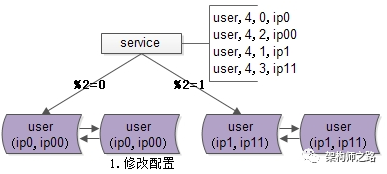 service
user, 4, 0, ip0
user, 4, 2, ip00
user, 4, 1, ip1
user, 4, 3, ip11
%2=0
%2=1
user
(ip0, ip00)
user
(ip0, ip00)
user
(ip1, ip11)
user
(ip1, ip11)
1.修改配置
架构师之路